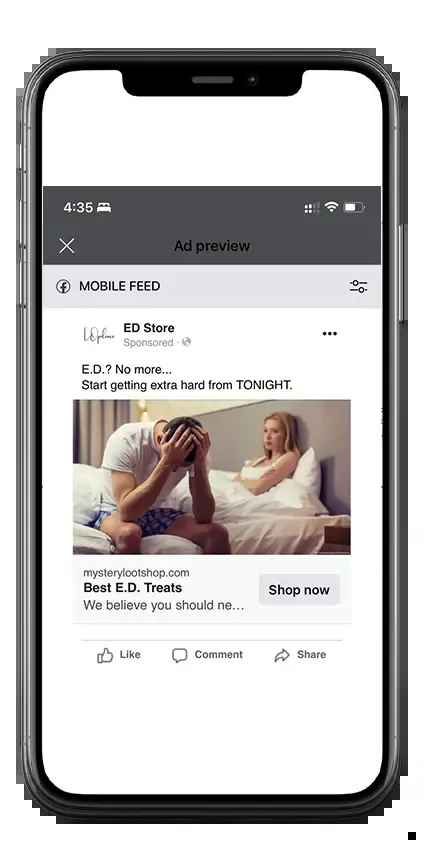 4:35
Ad preview
MOBILE FEED
ED Store
Sponsored ·
E.D.? No more...
Start getting extra hard from TONIGHT.
mysterylootshop.com
Best E.D. Treats
We believe you should ne...
Shop now
Like Comment Share